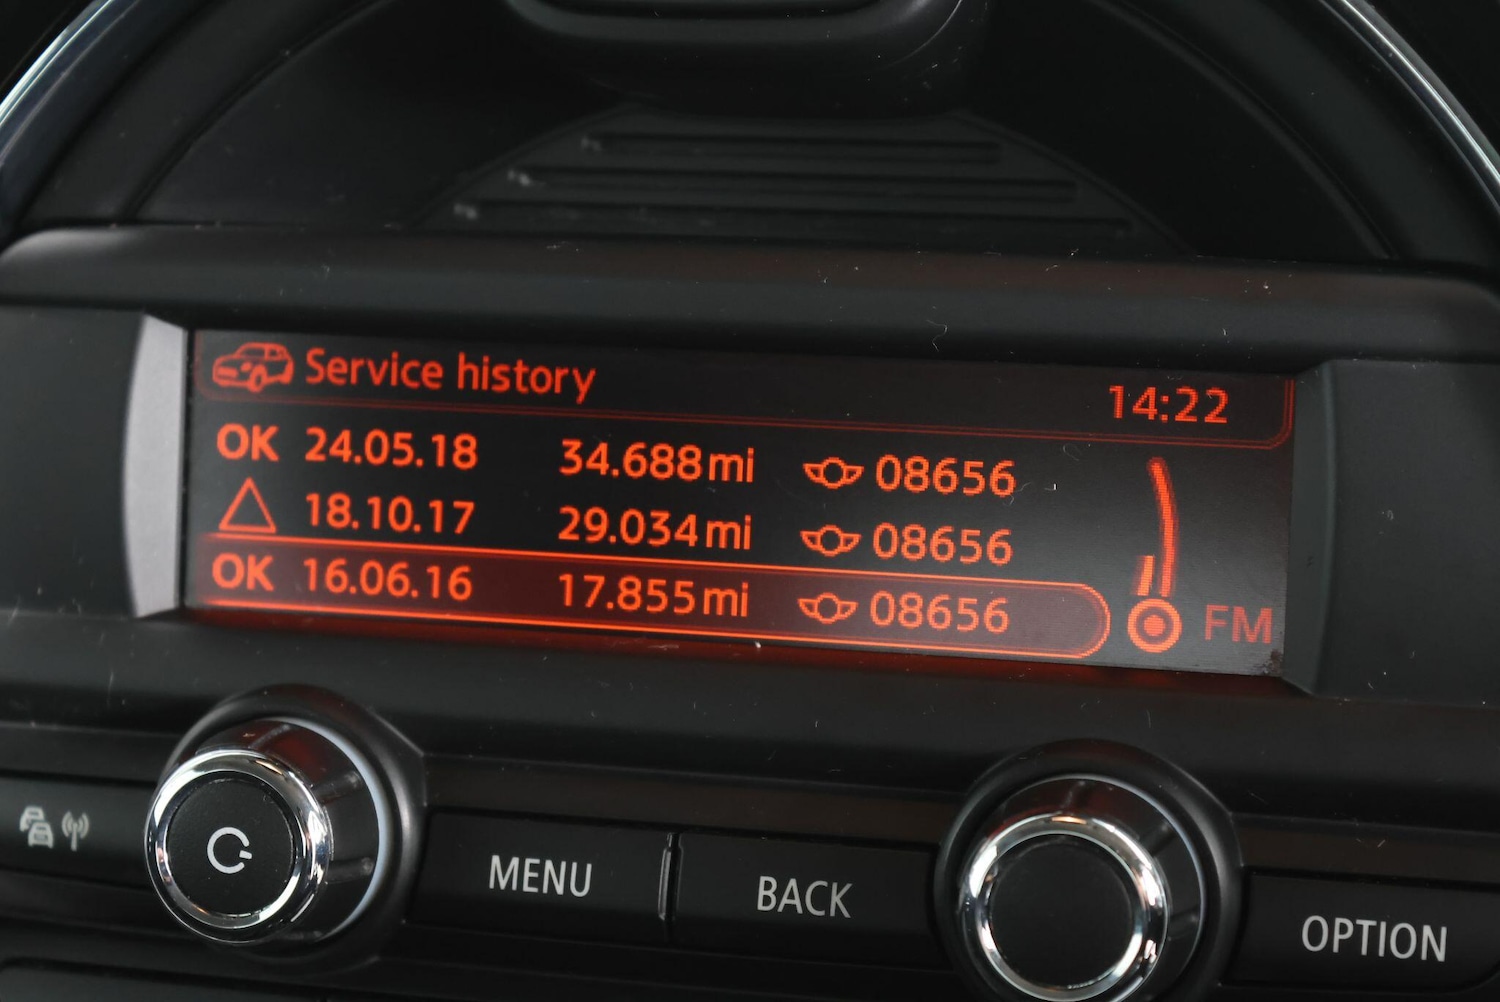 Service history 14:22
OK 24.05.18 34.688mi 08656
18.10.17 29.034mi 08656
OK 16.06.16 17.855mi 08656
FM
MENU BACK OPTION